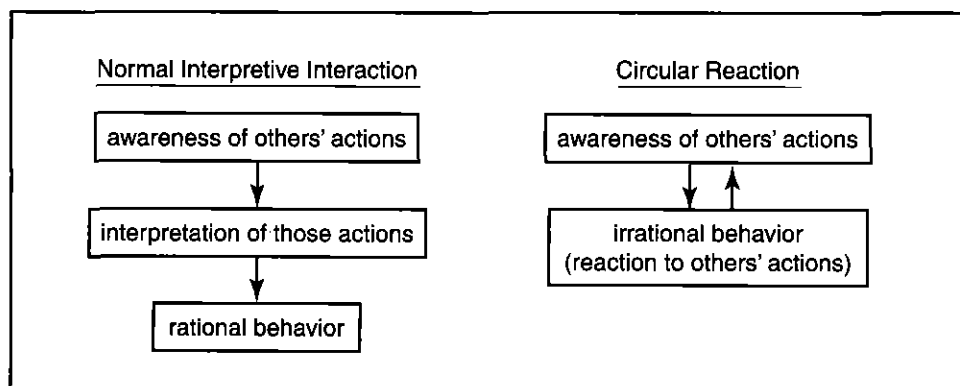 Normal Interpretive Interaction
awareness of others' actions
interpretation of those actions
rational behavior
Circular Reaction
awareness of others' actions
irrational behavior
(reaction to others' actions)